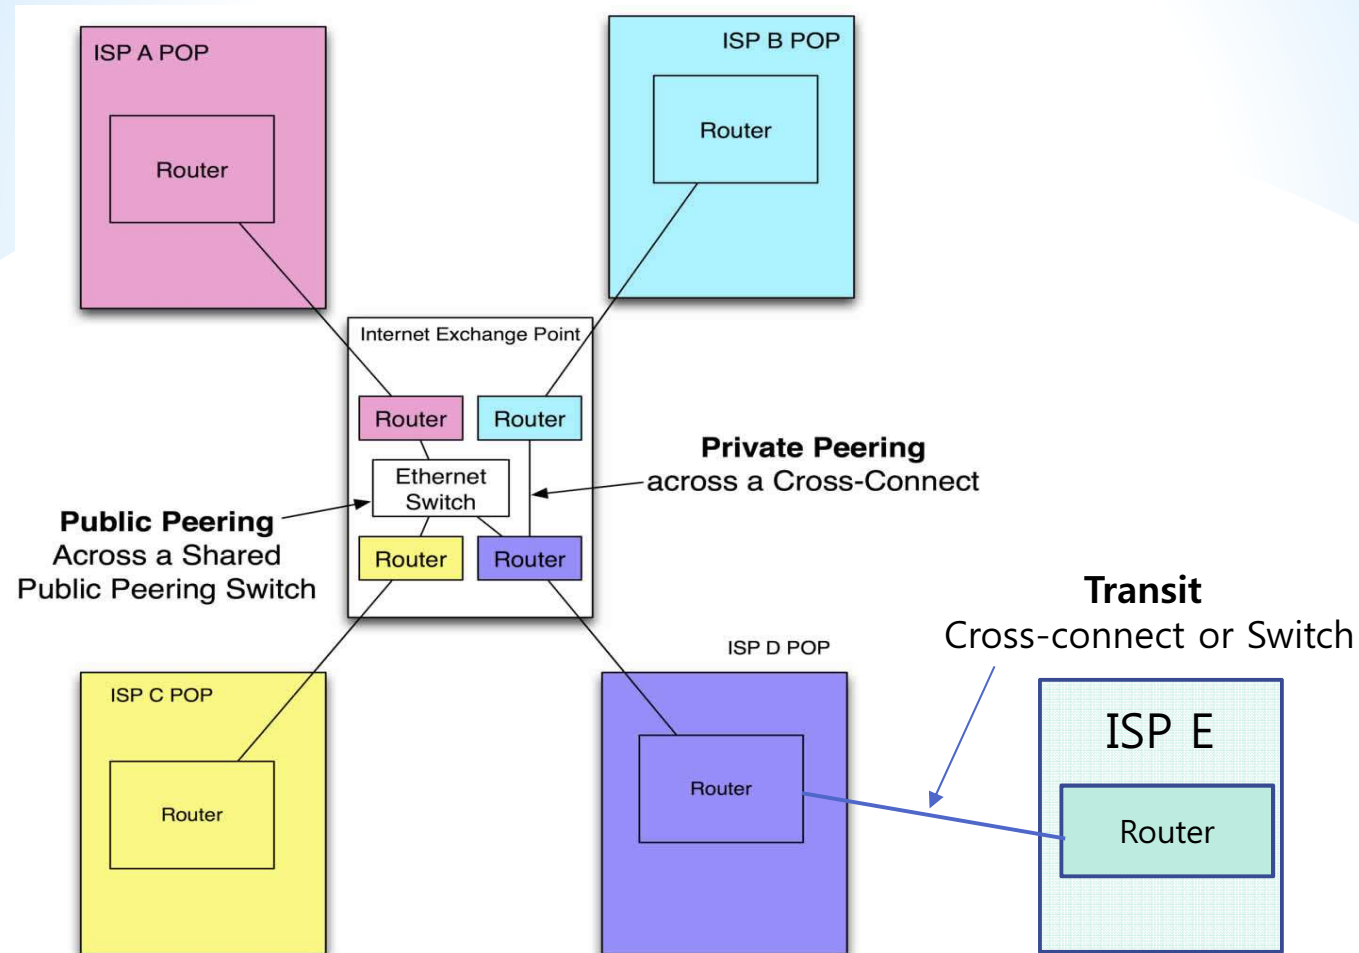 ISP A POP
Router
ISP B POP
Router
Internet Exchange Point
Router
Router
Ethernet
Switch
Router
Router
Private Peering
across a Cross-Connect
Public Peering
Across a Shared
Public Peering Switch
Transit
Cross-connect or Switch
ISP C POP
Router
ISP D POP
Router
ISP E
Router